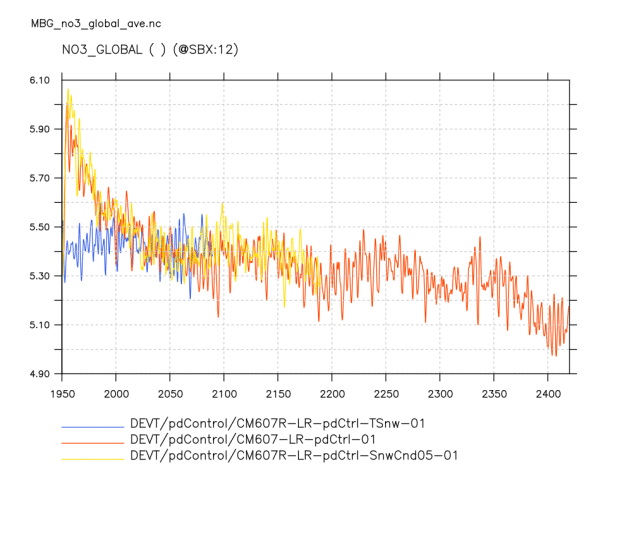 MBG_no3_global_ave.nc
NO3_GLOBAL ( ) (@SBX:12)
6.10
5.90
5.70
5.50
5.30
5.10
4.90
1950 2000 2050 2100 2150 2200 2250 2300 2350 2400
DEVT/pdControl/CM607R-LR-pdCtrl-TSnw-01
DEVT/pdControl/CM607-LR-pdCtrl-01
DEVT/pdControl/CM607R-LR-pdCtrl-SnwCnd05-01